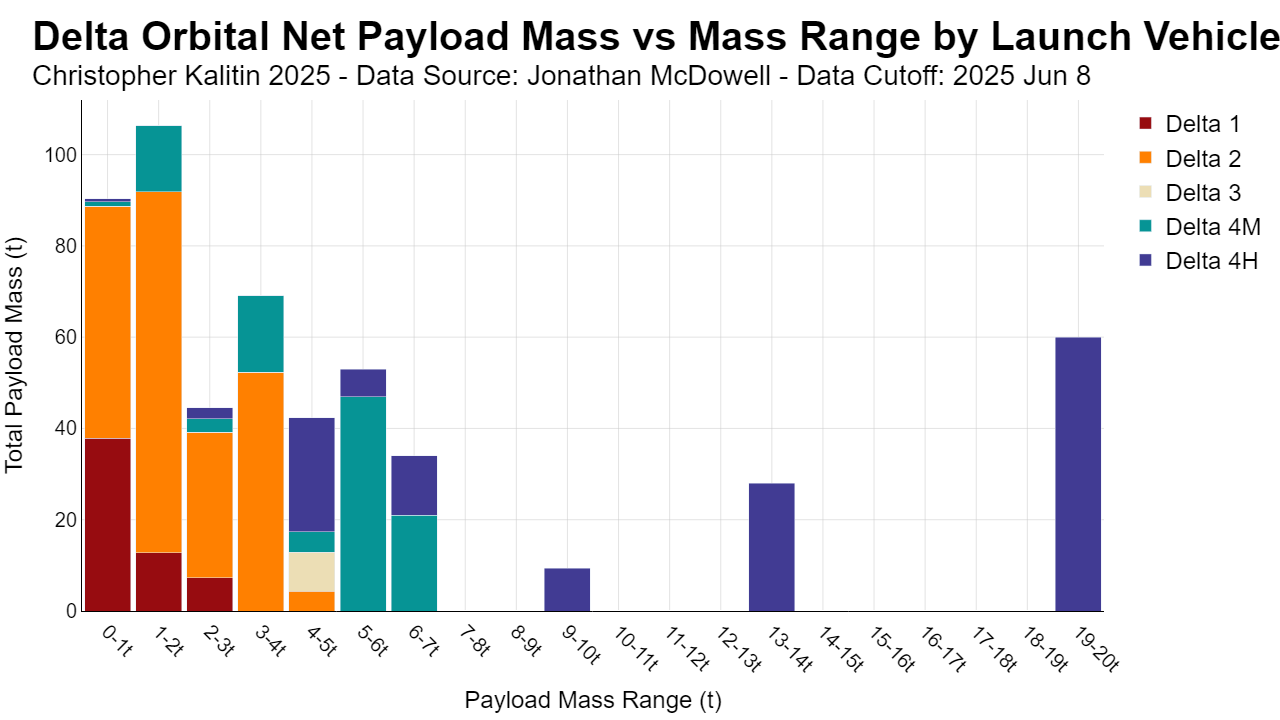 Delta Orbital Net Payload Mass vs Mass Range by Launch Vehicle
Christopher Kalitin 2025 - Data Source: Jonathan McDowell - Data Cutoff: 2025 Jun 8
Delta 1
Delta 2
Delta 3
Delta 4M
Delta 4H
Total Payload Mass (t)
100
80
60
40
20
0
0-1t
1-2t
2-3t
3-4t
4-5t
5-6t
6-7t
7-8t
8-9t
9-10t
10-11t
11-12t
12-13t
13-14t
14-15t
15-16t
16-17t
17-18t
18-19t
19-20t
Payload Mass Range (t)